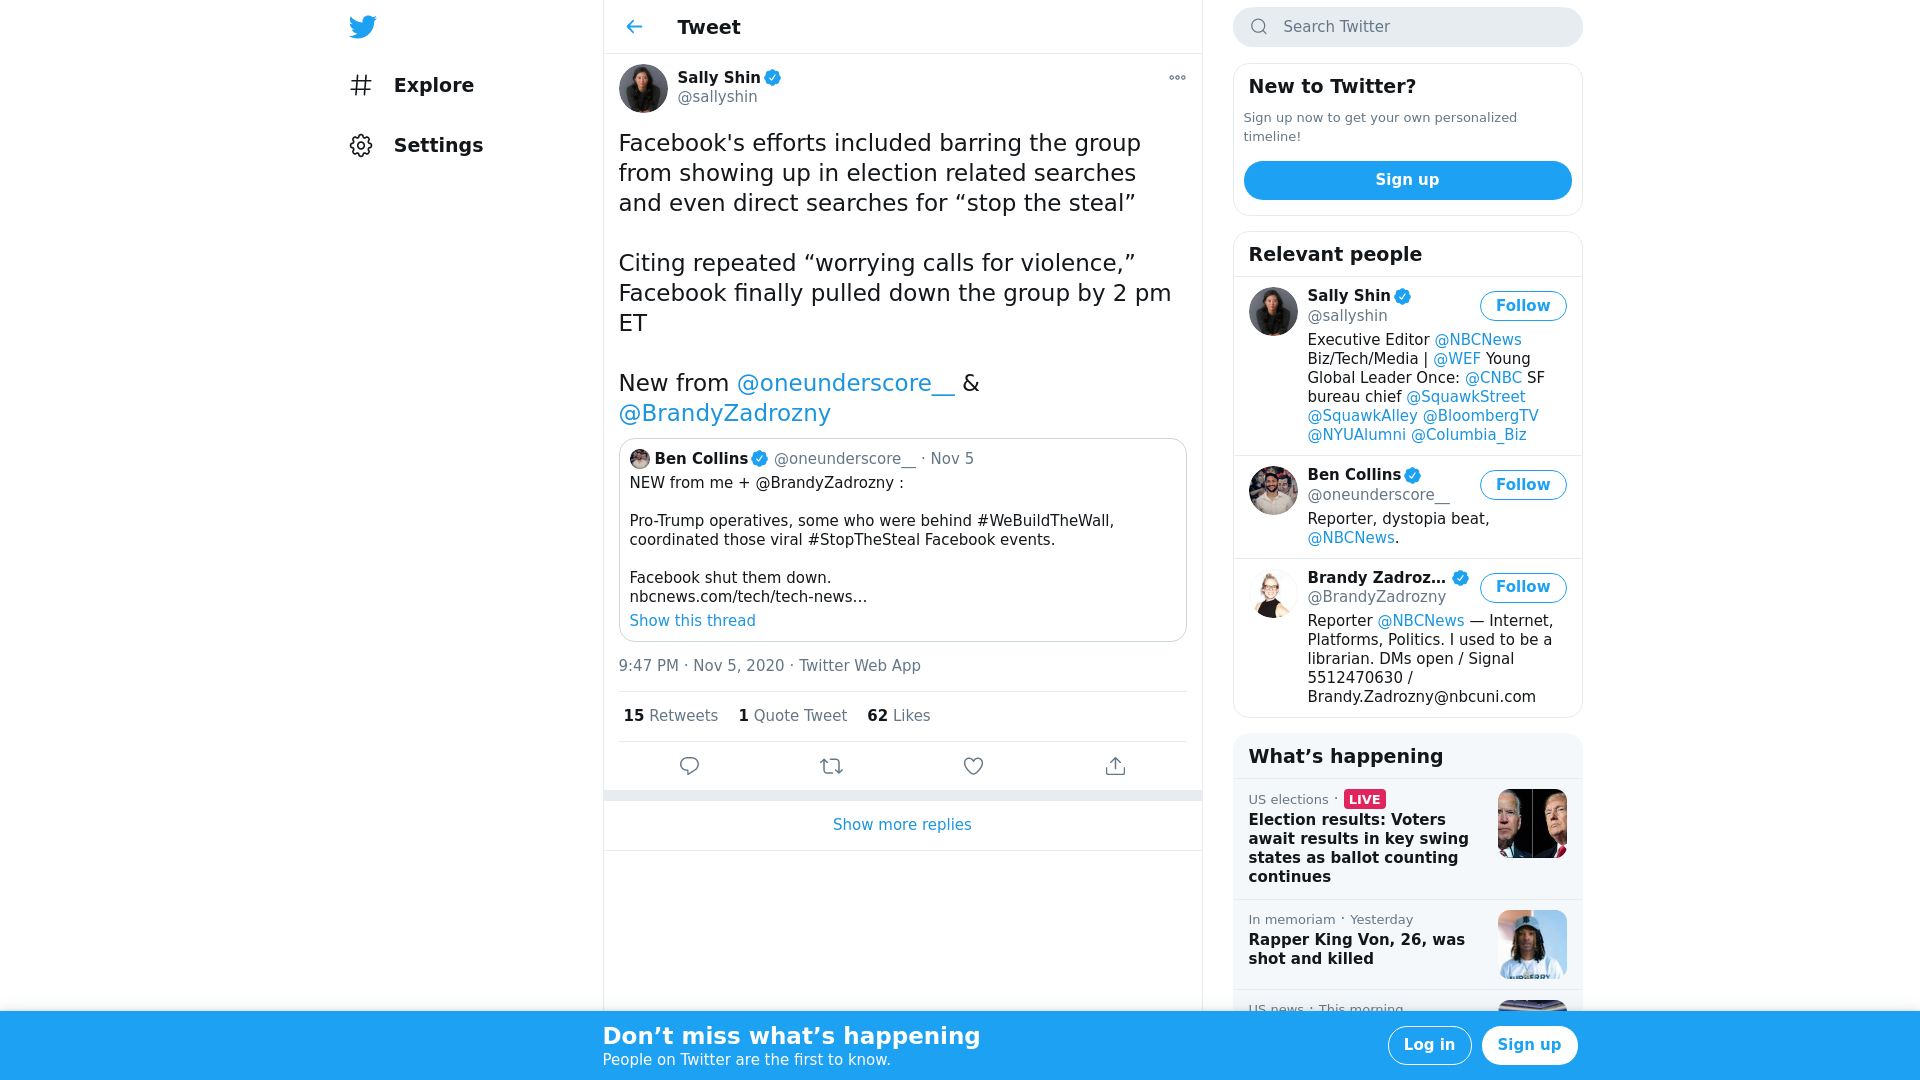 Explore
Settings
Tweet
Sally Shin
@sallyshin
Facebook's efforts included barring the group
from showing up in election related searches
and even direct searches for “stop the steal”
Citing repeated “worrying calls for violence,”
Facebook finally pulled down the group by 2 pm
ET
New from @oneunderscore__ &
@BrandyZadrozny
Ben Collins @oneunderscore__ · Nov 5
NEW from me + @BrandyZadrozny :
Pro-Trump operatives, some who were behind #WeBuildTheWall,
coordinated those viral #StopTheSteal Facebook events.
Facebook shut them down.
nbcnews.com/tech/tech-news…
Show this thread
9:47 PM · Nov 5, 2020 · Twitter Web App
15 Retweets 1 Quote Tweet 62 Likes
Show more replies
Search Twitter
New to Twitter?
Sign up now to get your own personalized
timeline!
Sign up
Relevant people
Sally Shin
@sallyshin
Follow
Executive Editor @NBCNews
Biz/Tech/Media | @WEF Young
Global Leader Once: @CNBC SF
bureau chief @SquawkStreet
@SquawkAlley @BloombergTV
@NYUAlumni @Columbia_Biz
Ben Collins
@oneunderscore__
Follow
Reporter, dystopia beat,
@NBCNews.
Brandy Zadroz…
@BrandyZadrozny
Follow
Reporter @NBCNews — Internet,
Platforms, Politics. I used to be a
librarian. DMs open / Signal
5512470630 /
Brandy.Zadrozny@nbcuni.com
What’s happening
US elections · LIVE
Election results: Voters
await results in key swing
states as ballot counting
continues
In memoriam · Yesterday
Rapper King Von, 26, was
shot and killed
US news · This morning
Don’t miss what’s happening
People on Twitter are the first to know.
Log in
Sign up